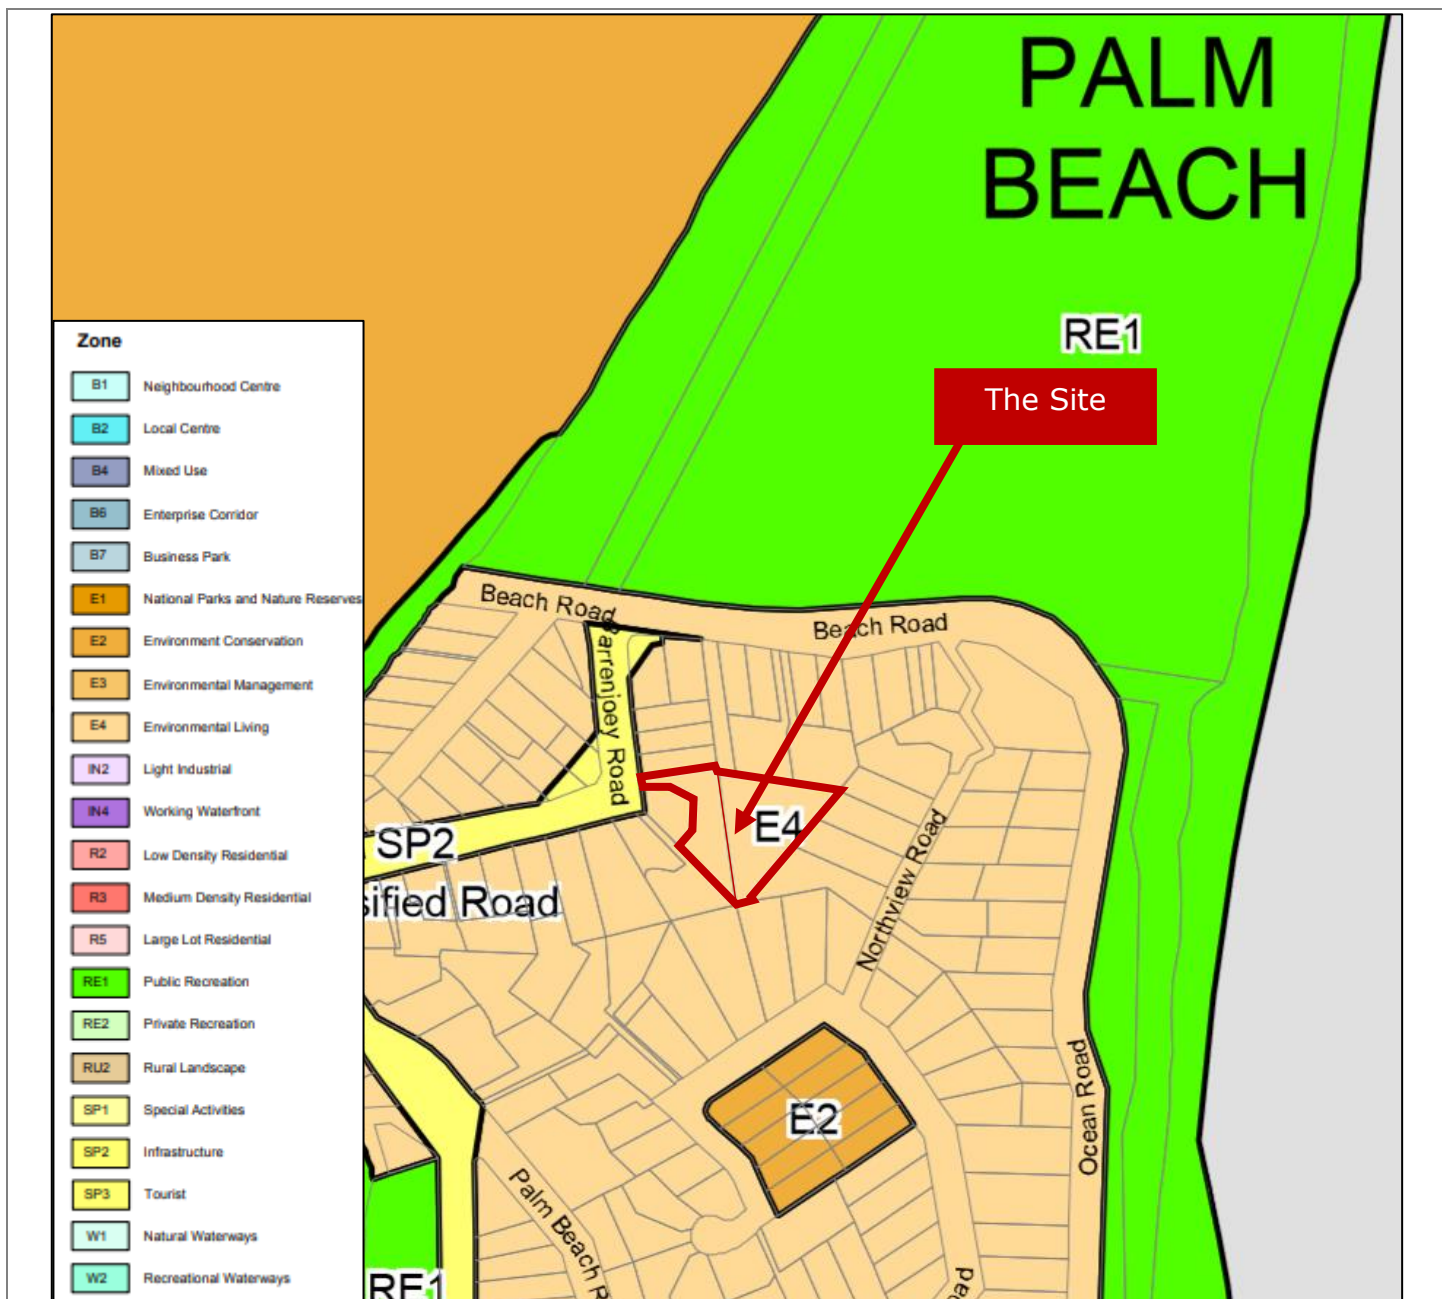 PALM
BEACH
RE1
The Site
Zone
B1 Neighbourhood Centre
B2 Local Centre
B4 Mixed Use
B6 Enterprise Corridor
B7 Business Park
E1 National Parks and Nature Reserves
E2 Environment Conservation
E3 Environmental Management
E4 Environmental Living
IN2 Light Industrial
IN4 Working Waterfront
R2 Low Density Residential
R3 Medium Density Residential
R5 Large Lot Residential
RE1 Public Recreation
RE2 Private Recreation
RU2 Rural Landscape
SP1 Special Activities
SP2 Infrastructure
SP3 Tourist
W1 Natural Waterways
W2 Recreational Waterways
Beach Road
Beach Road
Barrenjoey Road
SP2
sified Road
E4
Northview Road
E2
Ocean Road
Palm Beach R
oad
RE1